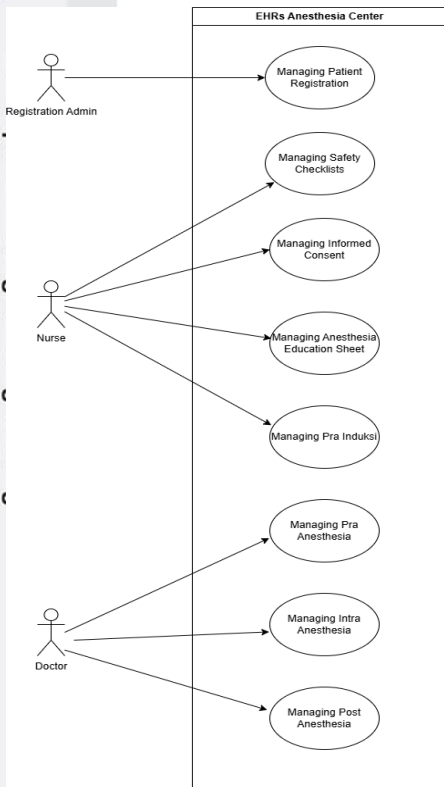 EHRs Anesthesia Center
Managing Patient
Registration
Registration Admin
Managing Safety
Checklists
Managing Informed
Consent
Nurse
Managing Anesthesia
Education Sheet
Managing Pra Induksi
Managing Pra
Anesthesia
Managing Intra
Anesthesia
Doctor
Managing Post
Anesthesia